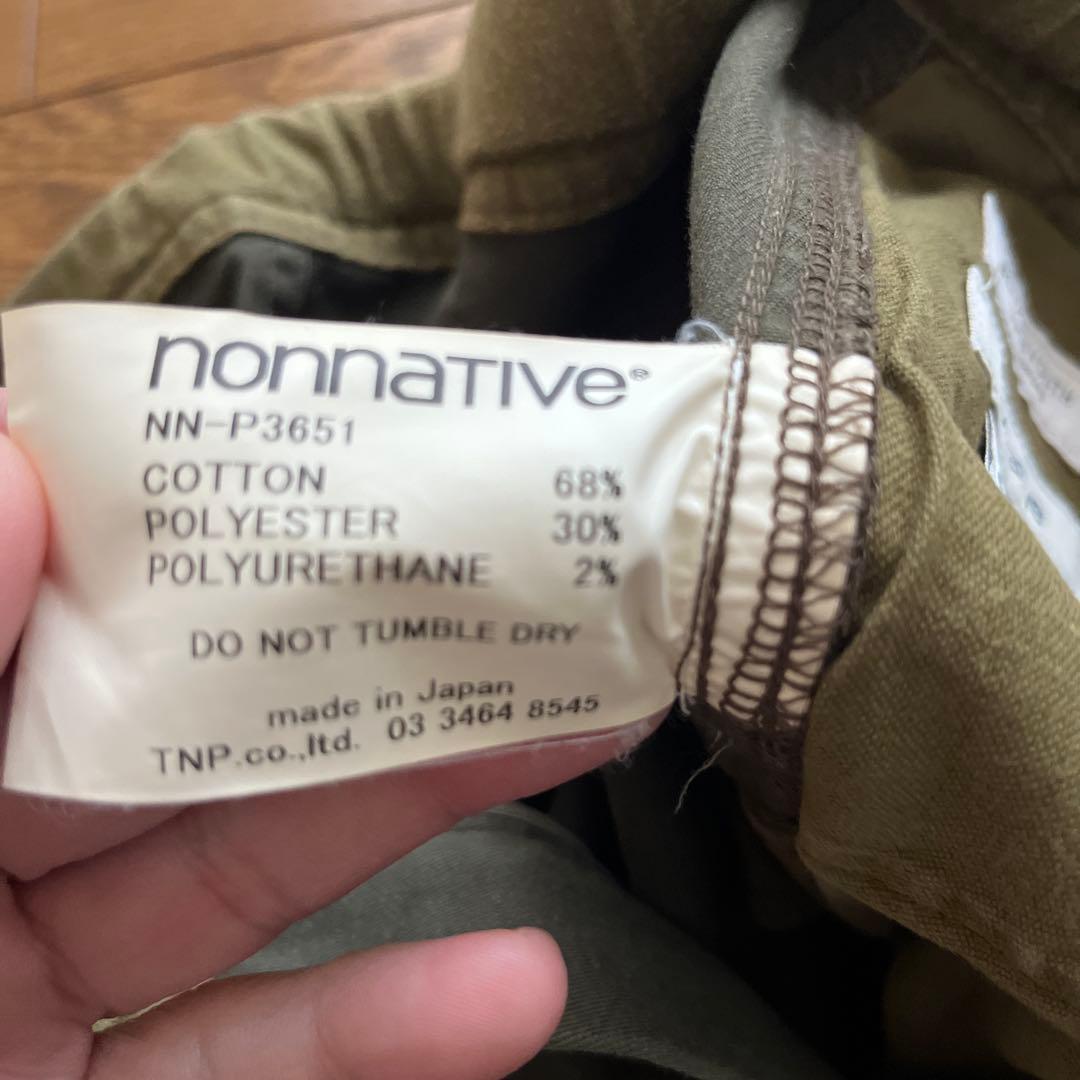 nonnative®
NN-P3651
COTTON 68%
POLYESTER 30%
POLYURETHANE 2%
DO NOT TUMBLE DRY
made in Japan
TNP.co.,ltd. 03 3464 8545